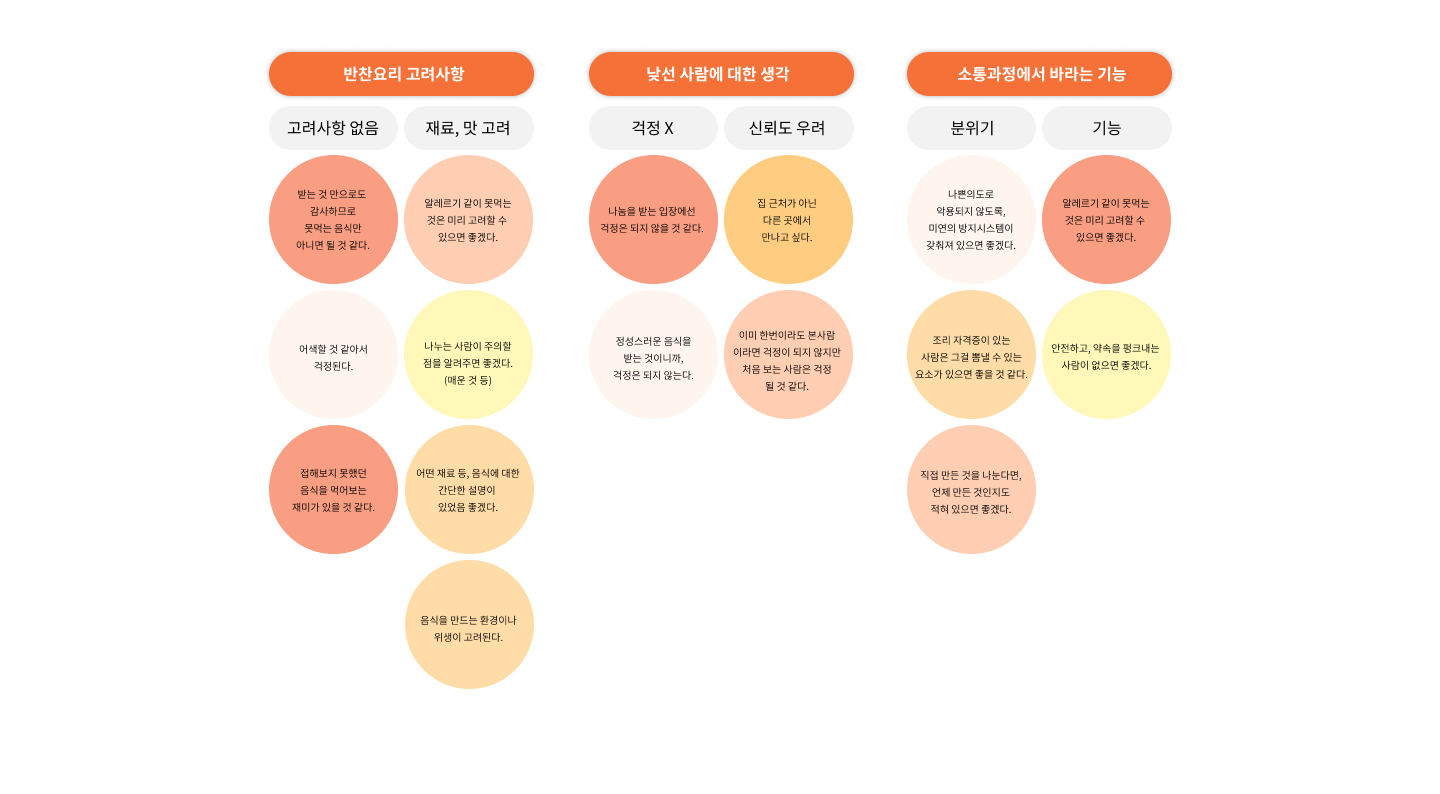 반찬요리 고려사항
고려사항 없음
재료, 맛 고려
받는 것 만으로도
감사하므로
못먹는 음식만
아니면 될 것 같다.
알레르기 같이 못먹는
것은 미리 고려할 수
있으면 좋겠다.
어색할 것 같아서
걱정된다.
나누는 사람이 주의할
점을 알려주면 좋겠다.
(매운 것 등)
접해보지 못했던
음식을 먹어보는
재미가 있을 것 같다.
어떤 재료 등, 음식에 대한
간단한 설명이
있었음 좋겠다.
음식을 만드는 환경이나
위생이 고려된다.
낯선 사람에 대한 생각
걱정 X
신뢰도 우려
나눔을 받는 입장에선
걱정은 되지 않을 것 같다.
집 근처가 아닌
다른 곳에서
만나고 싶다.
정성스러운 음식을
받는 것이니까,
걱정은 되지 않는다.
이미 한번이라도 본사람
이라면 걱정이 되지 않지만
처음 보는 사람은 걱정
될 것 같다.
소통과정에서 바라는 기능
분위기
기능
나쁜의도로
악용되지 않도록,
미연의 방지시스템이
갖춰져 있으면 좋겠다.
알레르기 같이 못먹는
것은 미리 고려할 수
있으면 좋겠다.
조리 자격증이 있는
사람은 그걸 뽐낼 수 있는
요소가 있으면 좋을 것 같다.
안전하고, 약속을 펑크내는
사람이 없으면 좋겠다.
직접 만든 것을 나눈다면,
언제 만든 것인지도
적혀 있으면 좋겠다.